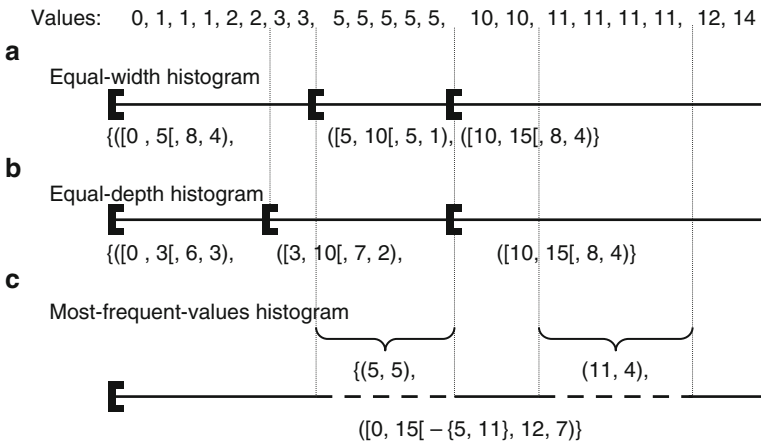 Values: 0, 1, 1, 1, 2, 2, 3, 3, 5, 5, 5, 5, 5, 10, 10, 11, 11, 11, 11, 12, 14
a
Equal-width histogram
{([0 , 5[, 8, 4), ([5, 10[, 5, 1), ([10, 15[, 8, 4)}
b
Equal-depth histogram
{([0 , 3[, 6, 3), ([3, 10[, 7, 2), ([10, 15[, 8, 4)}
c
Most-frequent-values histogram
{(5, 5), (11, 4),
([0, 15[ – {5, 11}, 12, 7)}